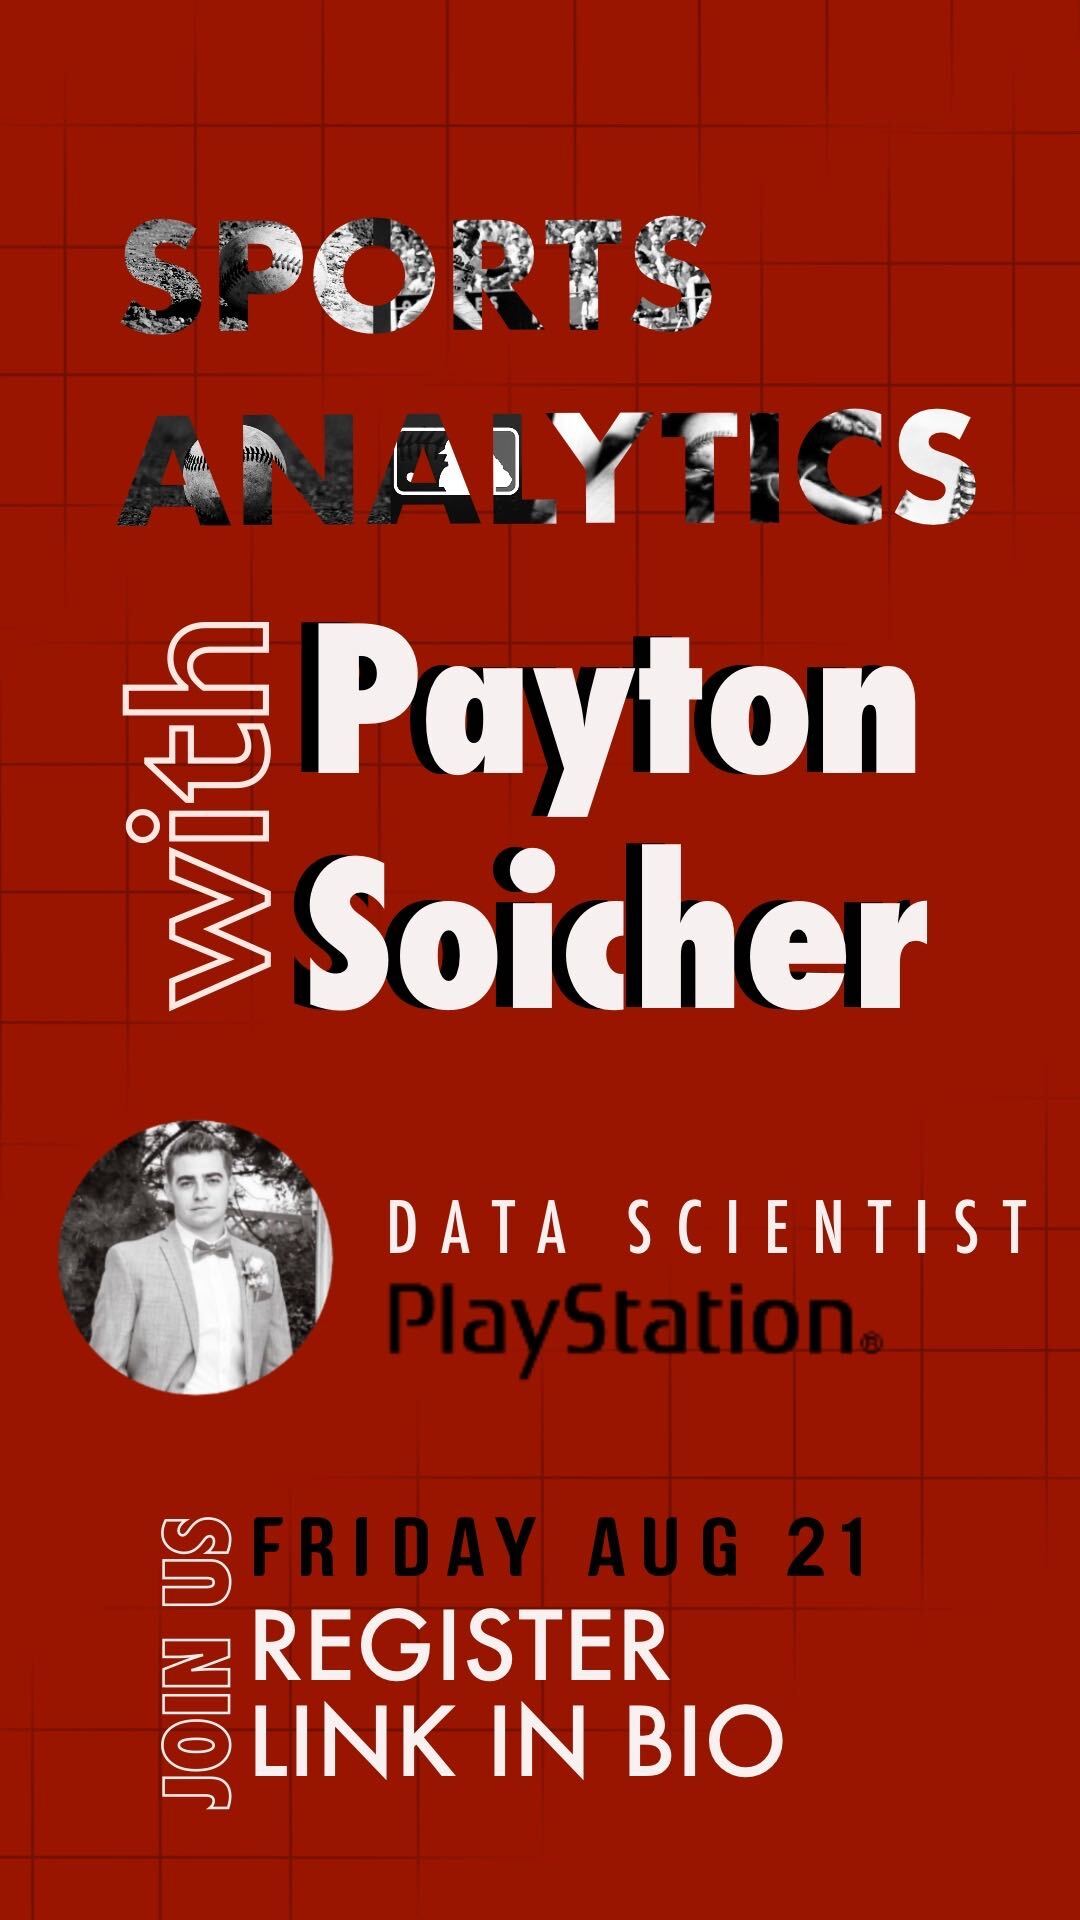 SPORTS
ANALYTICS
with
Payton
Soicher
DATA SCIENTIST
PlayStation®
JOIN US
FRIDAY AUG 21
REGISTER
LINK IN BIO